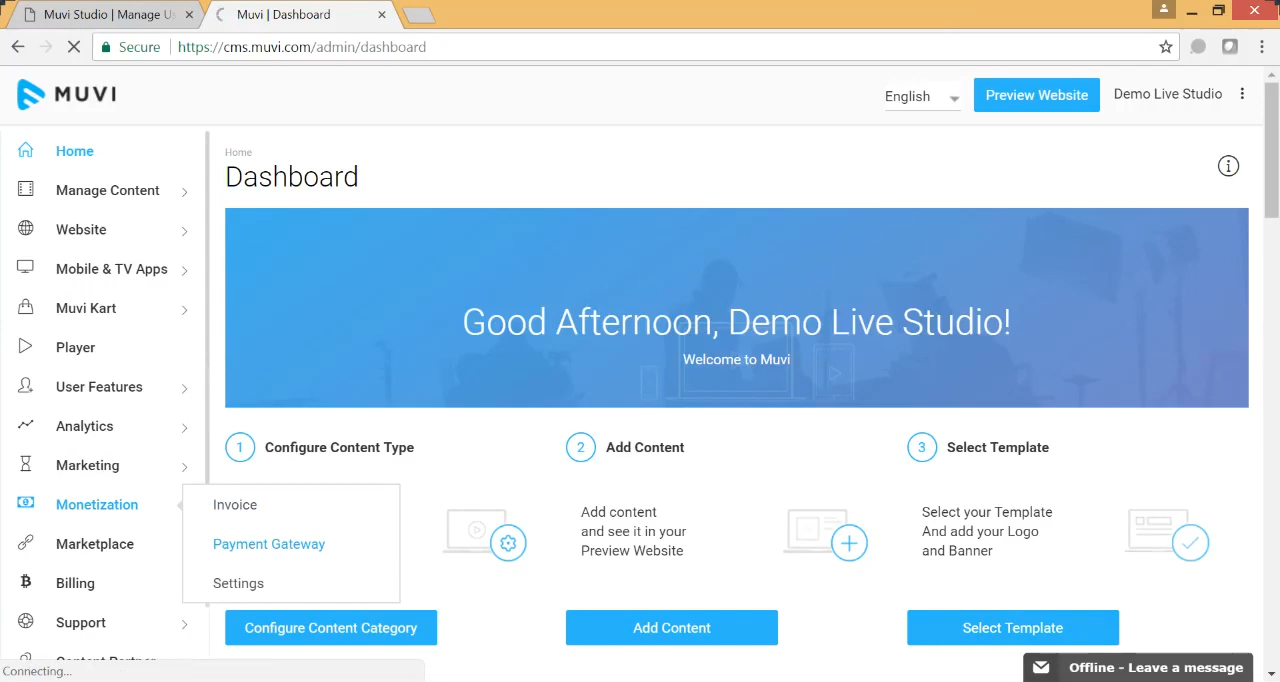 Muvi Studio | Manage Us
Muvi | Dashboard
Secure
https://cms.muvi.com/admin/dashboard
MUVI
English
Preview Website
Demo Live Studio
Home
Manage Content
Website
Mobile & TV Apps
Muvi Kart
Player
User Features
Analytics
Marketing
Monetization
Marketplace
Billing
Support
Invoice
Payment Gateway
Settings
Home
Dashboard
Good Afternoon, Demo Live Studio!
Welcome to Muvi
1 Configure Content Type
Configure Content Category
2 Add Content
Add content
and see it in your
Preview Website
Add Content
3 Select Template
Select your Template
And add your Logo
and Banner
Select Template
Connecting...
Offline - Leave a message